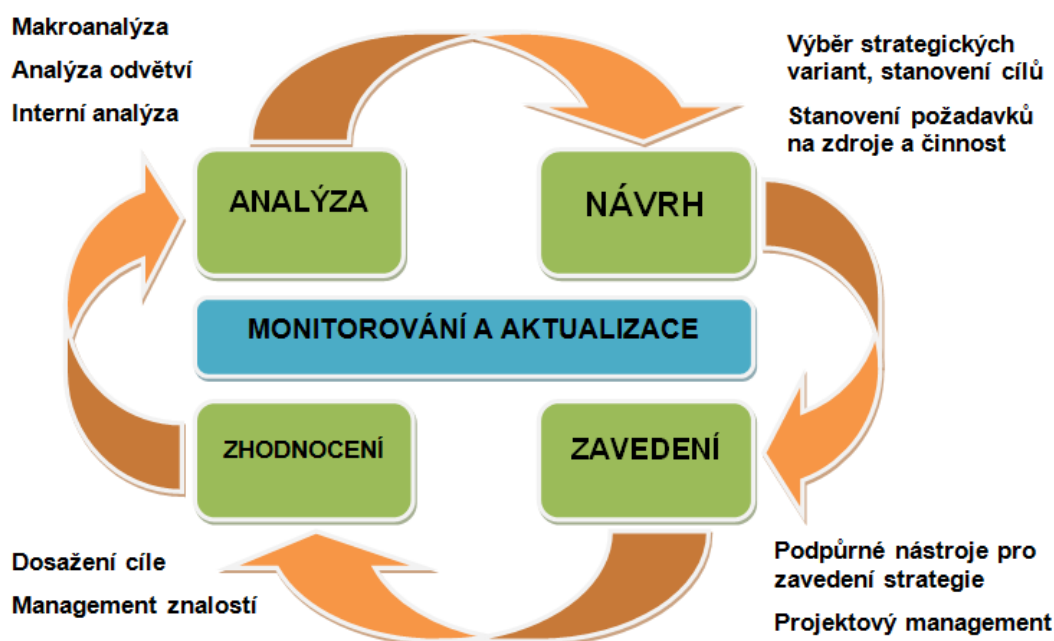 Makroanalýza
Analýza odvětví
Interní analýza
Výběr strategických
variant, stanovení cílů
Stanovení požadavků
na zdroje a činnost
ANALÝZA
NÁVRH
MONITOROVÁNÍ A AKTUALIZACE
ZHODNOCENÍ
ZAVEDENÍ
Dosažení cíle
Management znalostí
Podpůrné nástroje pro
zavedení strategie
Projektový management